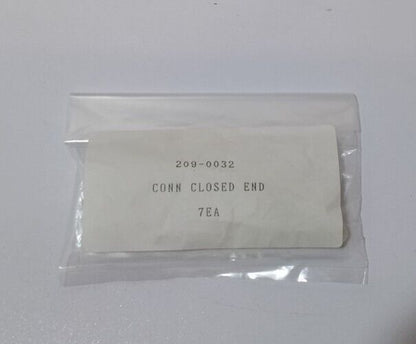 209-0032
CONN CLOSED END
7EA